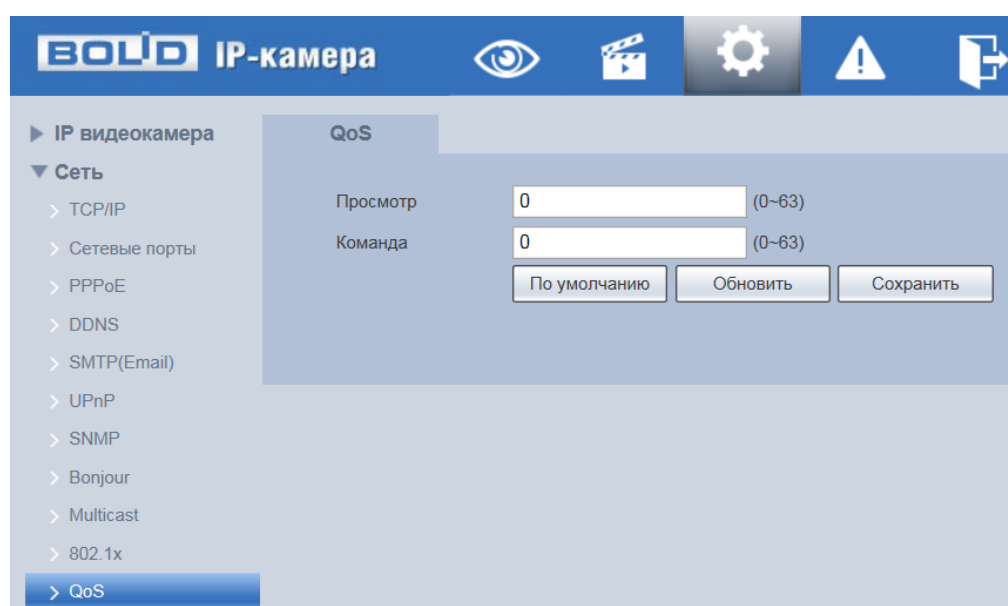 BOLID IP-камера
IP видеокамера
Сеть
TCP/IP
Сетевые порты
PPPoE
DDNS
SMTP(Email)
UPnP
SNMP
Bonjour
Multicast
802.1x
QoS
QoS
Просмотр 0 (0~63)
Команда 0 (0~63)
По умолчанию Обновить Сохранить